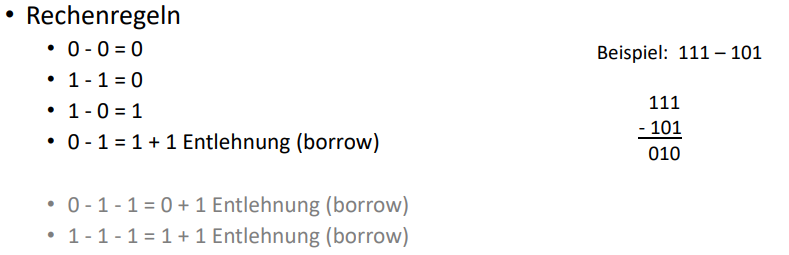 • Rechenregeln
• 0 - 0 = 0
• 1 - 1 = 0
• 1 - 0 = 1
• 0 - 1 = 1 + 1 Entlehnung (borrow)
• 0 - 1 - 1 = 0 + 1 Entlehnung (borrow)
• 1 - 1 - 1 = 1 + 1 Entlehnung (borrow)
Beispiel: 111 – 101
111
- 101
010